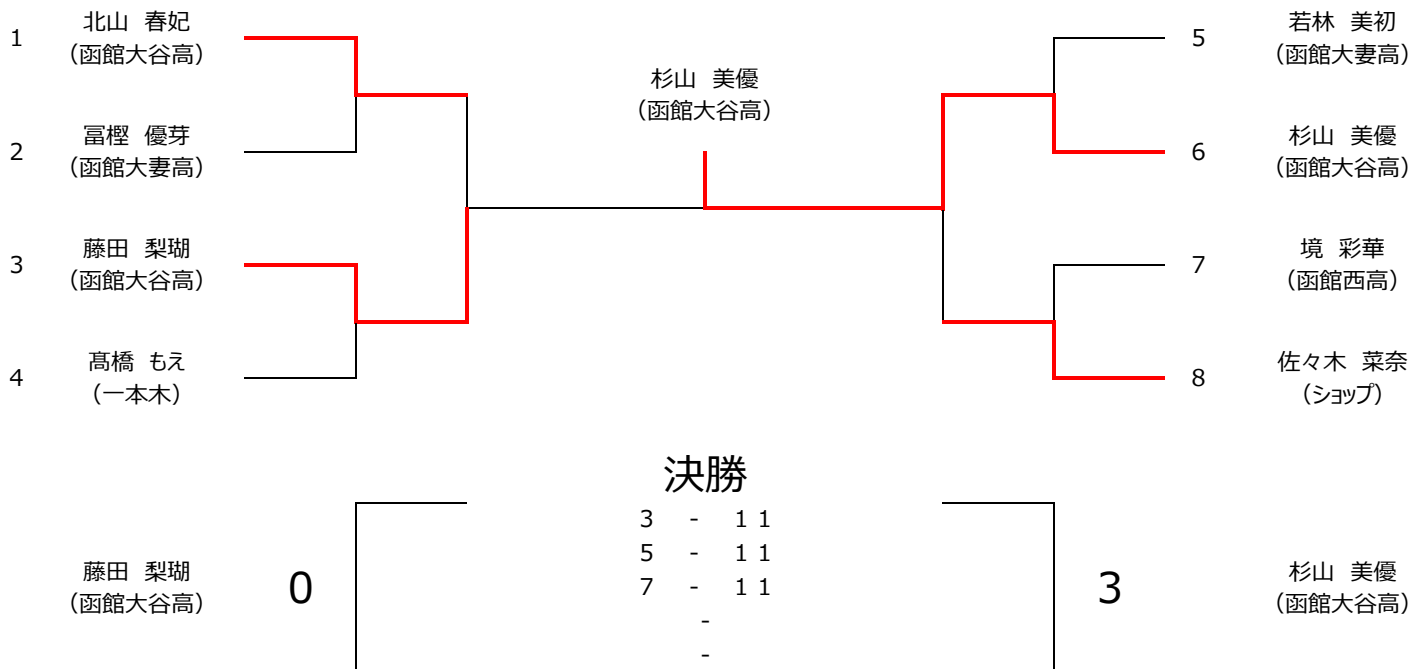 1 北山 春妃
(函館大谷高)
2 冨樫 優芽
(函館大妻高)
3 藤田 梨瑚
(函館大谷高)
4 髙橋 もえ
(一本木)
杉山 美優
(函館大谷高)
5 若林 美初
(函館大妻高)
6 杉山 美優
(函館大谷高)
7 境 彩華
(函館西高)
8 佐々木 菜奈
(ショップ)
決勝
3 - 11
5 - 11
7 - 11
-
-
藤田 梨瑚
(函館大谷高)
0
3
杉山 美優
(函館大谷高)